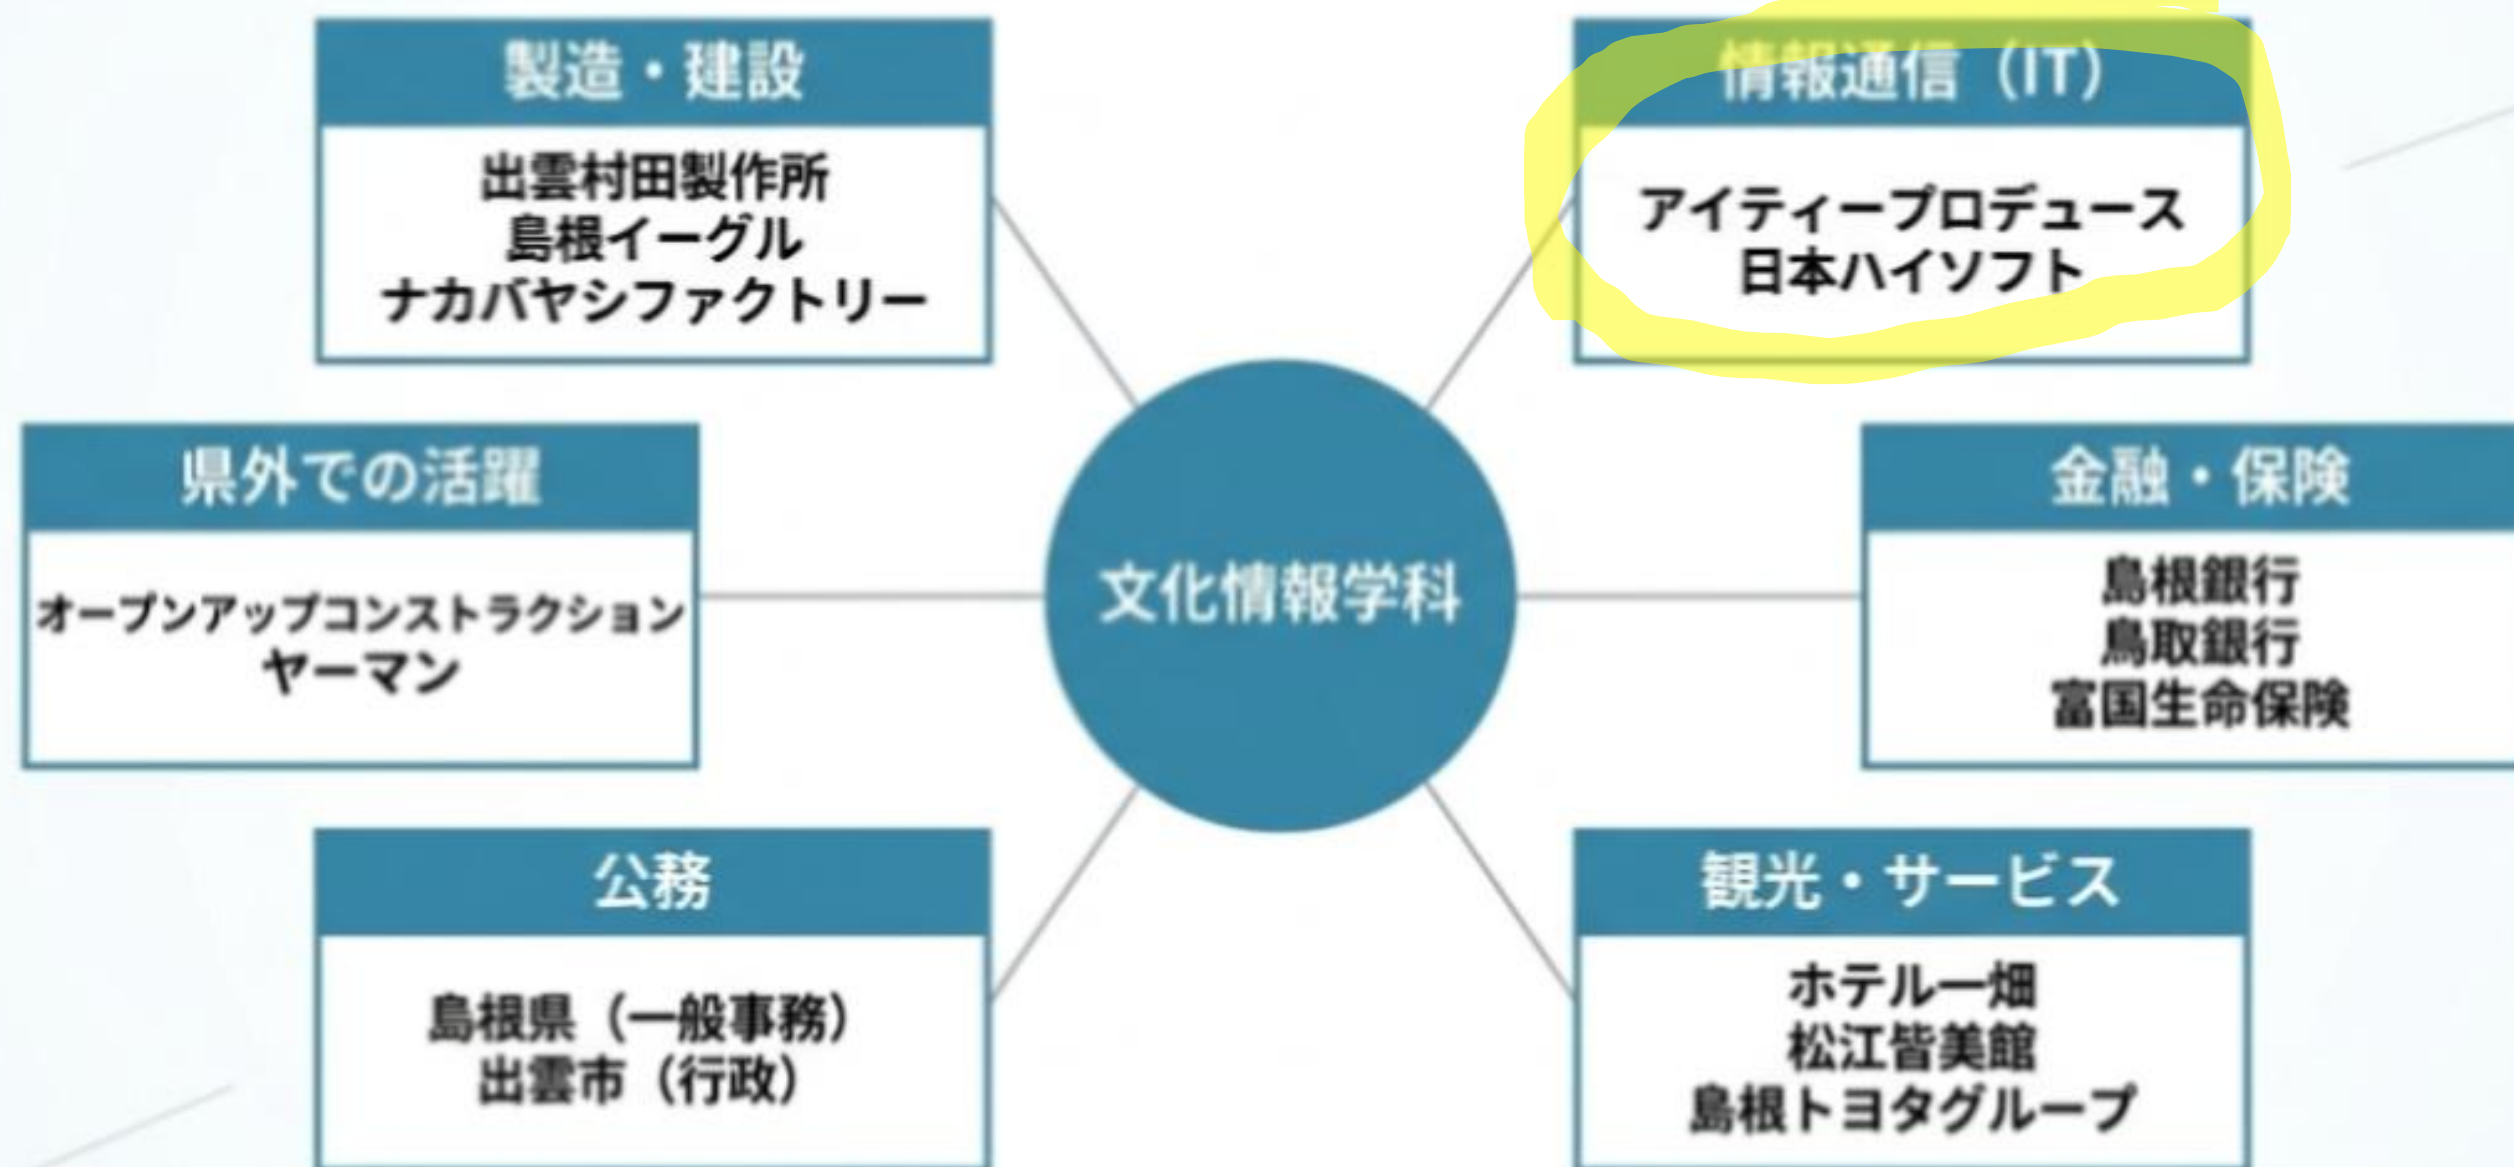 製造・建設
出雲村田製作所
島根イーグル
ナカバヤシファクトリー
情報通信（IT）
アイティープロデュース
日本ハイソフト
県外での活躍
オープンアップコンストラクション
ヤーマン
文化情報学科
金融・保険
島根銀行
鳥取銀行
富国生命保険
公務
島根県（一般事務）
出雲市（行政）
観光・サービス
ホテル一畑
松江皆美館
島根トヨタグループ